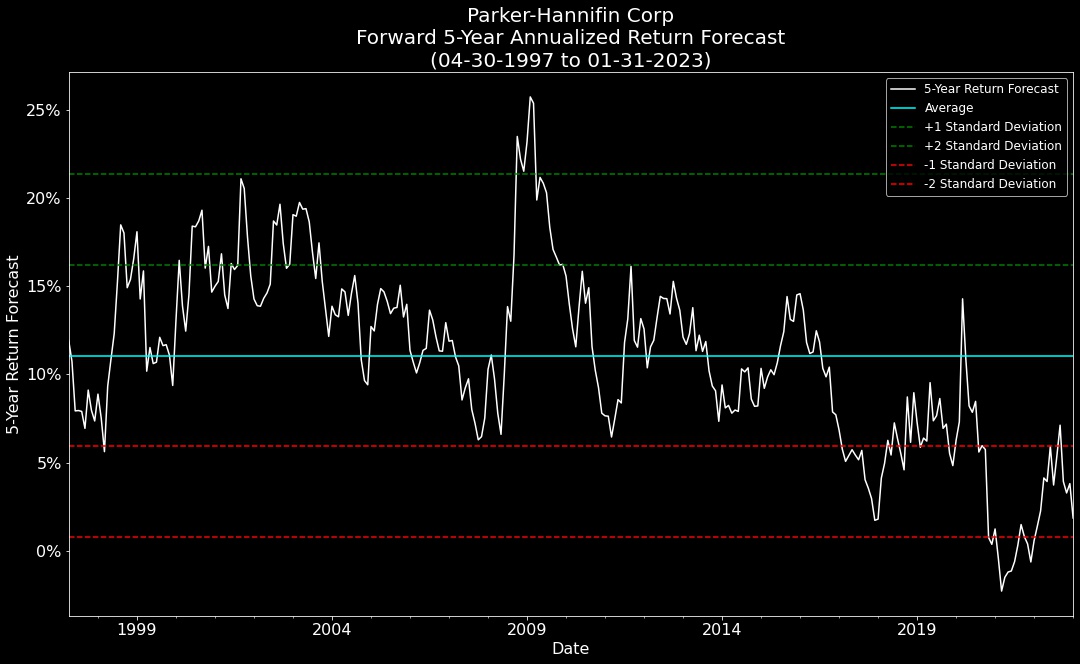 Parker-Hannifin Corp
Forward 5-Year Annualized Return Forecast
(04-30-1997 to 01-31-2023)
5-Year Return Forecast
Average
+1 Standard Deviation
+2 Standard Deviation
-1 Standard Deviation
-2 Standard Deviation
25%
20%
15%
10%
5%
0%
5-Year Return Forecast
1999
2004
2009
2014
2019
Date